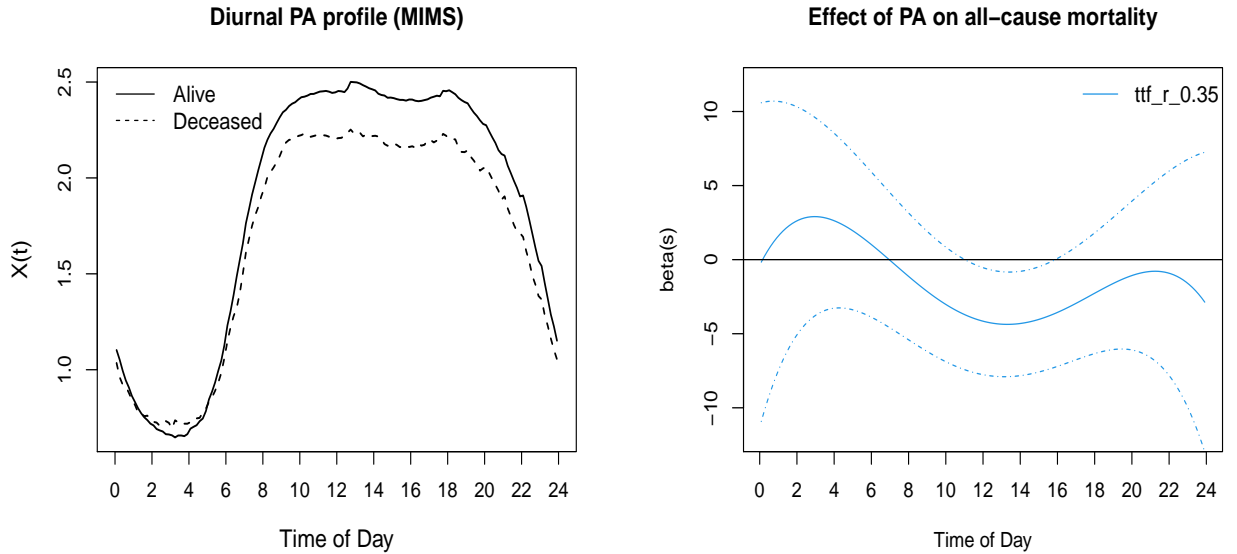 Diurnal PA profile (MIMS)
Alive
Deceased
X(t)
2.5
2.0
1.5
1.0
0 2 4 6 8 10 12 14 16 18 20 22 24
Time of Day
Effect of PA on all−cause mortality
ttf_r_0.35
beta(s)
10
5
0
−5
−10
0 2 4 6 8 10 12 14 16 18 20 22 24
Time of Day